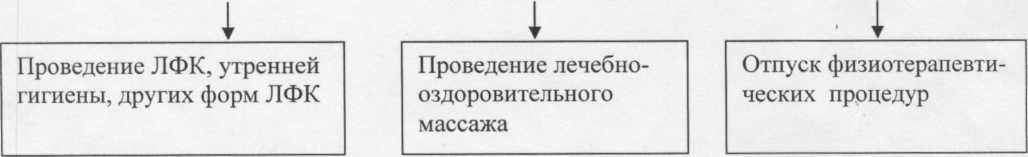 Проведение ЛФК, утренней
гигиены, других форм ЛФК
Проведение лечебно-
оздоровительного
массажа
Отпуск физиотерапевти-
ческих процедур